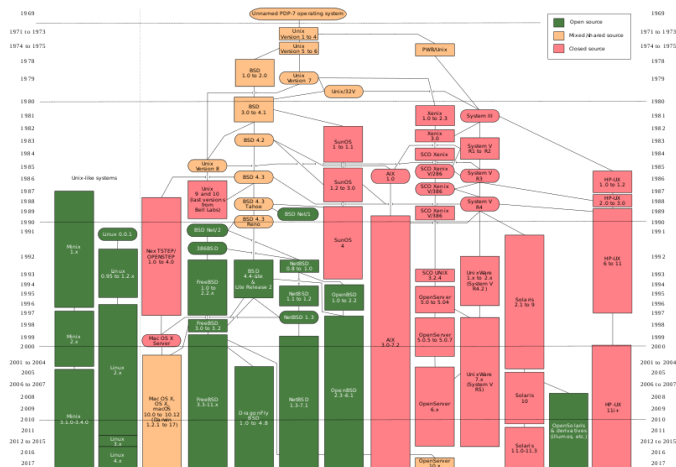 1969
Unnamed PDP-7 operating system
1969
Open source
Mixed/shared source
Closed source
1971 to 1973
Unix
Version 1 to 4
1971 to 1973
1974 to 1975
Unix
Version 5 to 6
PWB/Unix
1974 to 1975
1978
BSD
1.0 to 2.0
1978
1979
Unix
Version 7
Unix/32V
1979
1980
BSD
3.0 to 4.1
1980
1981
Xenix
1.0 to 2.3
System III
1981
1982
Xenix
3.0
1982
1983
BSD 4.2
SunOS
1 to 1.1
System V
R1 to R2
1983
1984
SCO Xenix
1984
1985
Unix
Version 8
SCO Xenix
V/286
1985
1986
Unix-like systems
BSD 4.3
AIX
1.0
System V
R3
HP-UX
1.0 to 1.2
1986
1987
Unix
9 and 10
(last versions
from
Bell Labs)
SunOS
1.2 to 3.0
SCO Xenix
V/386
1987
1988
BSD 4.3
Tahoe
System V
R4
HP-UX
2.0 to 3.0
1988
1989
BSD Net/1
SCO Xenix
V/386
1989
1990
BSD 4.3
Reno
1990
1991
Linux 0.0.1
BSD Net/2
1991
Minix
1.x
NexTSTEP/
OPENSTEP
1.0 to 4.0
386BSD
SunOS
4
HP-UX
6 to 11
1992
NetBSD
0.8 to 1.0
1992
1993
Linux
0.95 to 1.2.x
FreeBSD
1.0 to
2.2.x
BSD
4.4-lite
&
Lite Release 2
SCO UNIX
3.2.4
UnixWare
1.x to 2.x
(System V
R4.2)
1993
1994
1994
1995
NetBSD
1.1 to 1.2
OpenBSD
1.0 to 2.2
OpenServer
5.0 to 5.04
Solaris
2.1 to 9
1995
1996
1996
1997
NetBSD 1.3
1997
1998
FreeBSD
3.0 to 3.2
1998
1999
Minix
2.x
Mac OS X
Server
OpenServer
5.0.5 to 5.0.7
1999
2000
AIX
3.0-7.2
2000
2001 to 2004
Linux
2.x
2001 to 2004
2005
UnixWare
7.x
(System V
R5)
2005
2006 to 2007
Solaris
10
2006 to 2007
2008
Mac OS X,
OS X,
macOS
10.0 to 10.13
(Darwin
1.2.1 to 17)
FreeBSD
3.3-11.x
NetBSD
1.3-7.1
OpenBSD
2.3-6.1
OpenServer
6.x
HP-UX
11i+
2008
2009
2009
2010
Minix
3.1.0-3.4.0
DragonFly
BSD
1.0 to 4.8
2010
2011
OpenSolaris
& derivatives
(illumos, etc.)
2011
2012 to 2015
Linux
3.x
Solaris
11.0-11.3
2012 to 2015
2016
Linux
4.x
2016
2017
OpenServer
10.x
2017